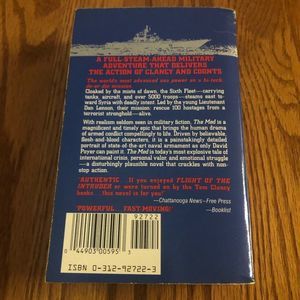 A FULL-STEAM-AHEAD MILITARY
ADVENTURE THAT DELIVERS
THE ACTION OF CLANCY AND COONTS
The world's most advanced sea power on a hi-tech
do-or-die mission
Cloaked by the mists of dawn, the Sixth Fleet—carrying
tanks, aircraft, and over 5000 troops—steams east-
ward Syria with deadly intent. Led by the young Lieutenant
Dan Lenson, their mission: rescue 100 hostages from a
terrorist stronghold—alive.
With realism seldom seen in military fiction, The Med is a
magnificent and timely epic that brings the human drama
of armed conflict compellingly to life. Driven by believable,
flesh-and-blood characters, it is a painstakingly detailed
portrait of state-of-the-art naval armament as only David
Poyer can paint it. The Med is today's most explosive tale of
international crisis, personal valor, and emotional struggle
—a disturbingly plausible novel that crackles with non-
stop action.
"AUTHENTIC. If you enjoyed FLIGHT OF THE
INTRUDER or were turned on by the Tom Clancy
books this novel is for you!"
—Chattanooga News-Free Press
"POWERFUL FAST-MOVING!"
—Booklist
92722
0 44903 00595 3
ISBN 0-312-92722-3